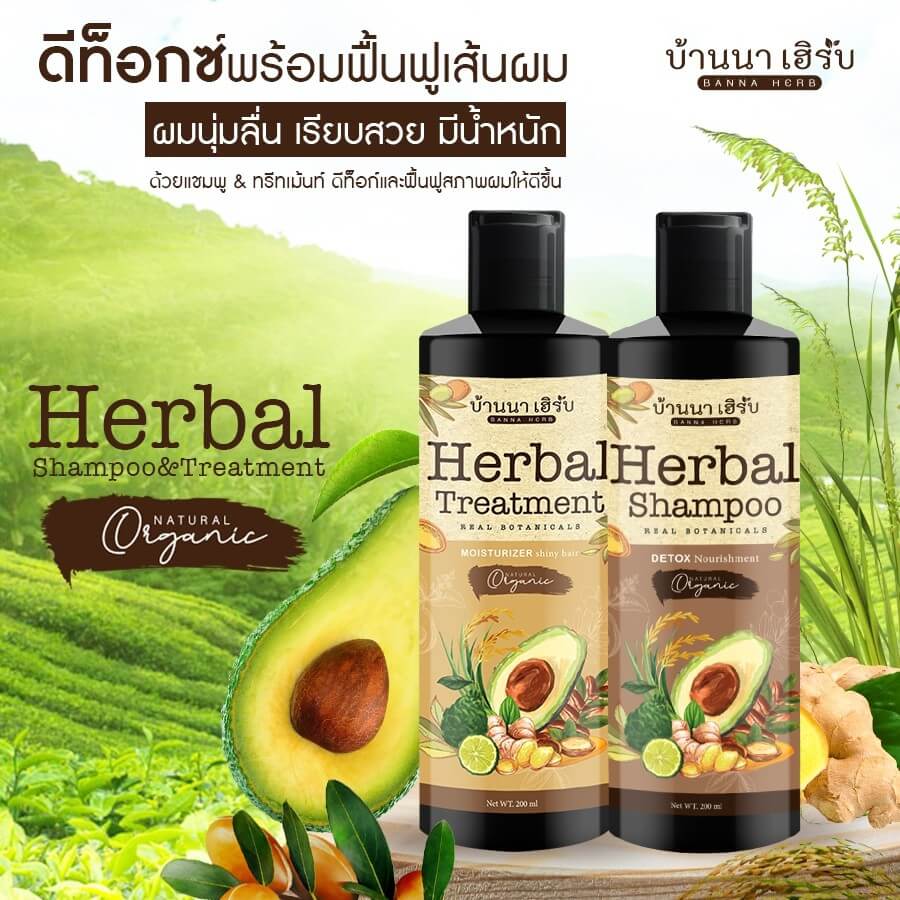 ดีท็อกซ์พร้อมฟื้นฟูเส้นผม
ผมนุ่มลื่น เรียบสวย มีน้ำหนัก
ด้วยแชมพู & ทรีทเม้นท์ ดีท็อก์และฟื้นฟูสภาพผมให้ดีขึ้น
บ้านนา เฮิร์บ
BANNA HERB
Herbal
Shampoo&Treatment
NATURAL
Organic
บ้านนา เฮิร์บ
BANNA HERB
Herbal
Treatment
REAL BOTANICALS
MOISTURIZER shiny hair
NATURAL
Organic
Net WT. 200 ml
บ้านนา เฮิร์บ
BANNA HERB
Herbal
Shampoo
REAL BOTANICALS
DETOX Nourishment
NATURAL
Organic
Net WT. 200 ml